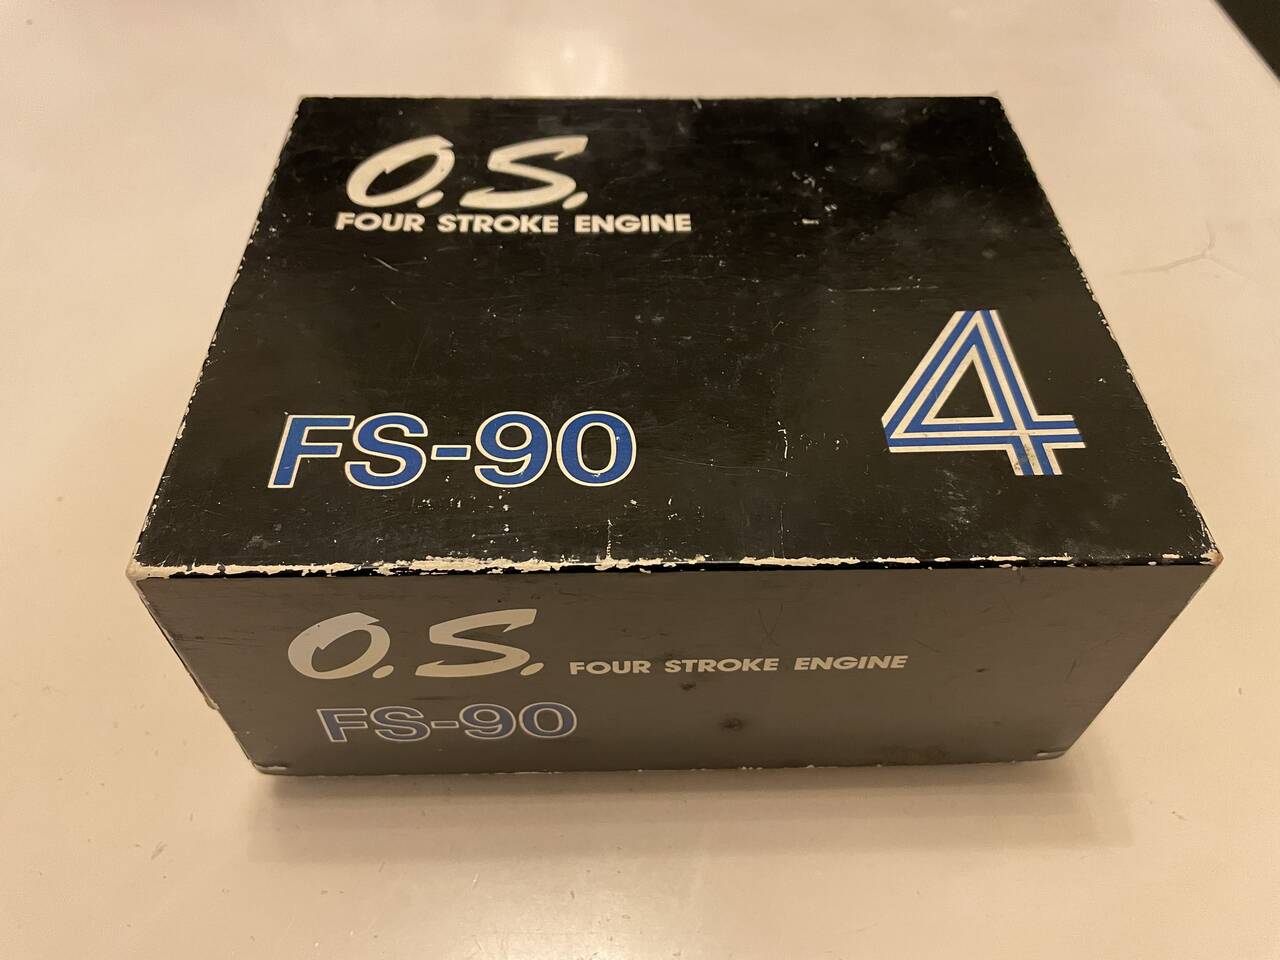 O.S.
FOUR STROKE ENGINE
4
FS-90
O.S. FOUR STROKE ENGINE
FS-90